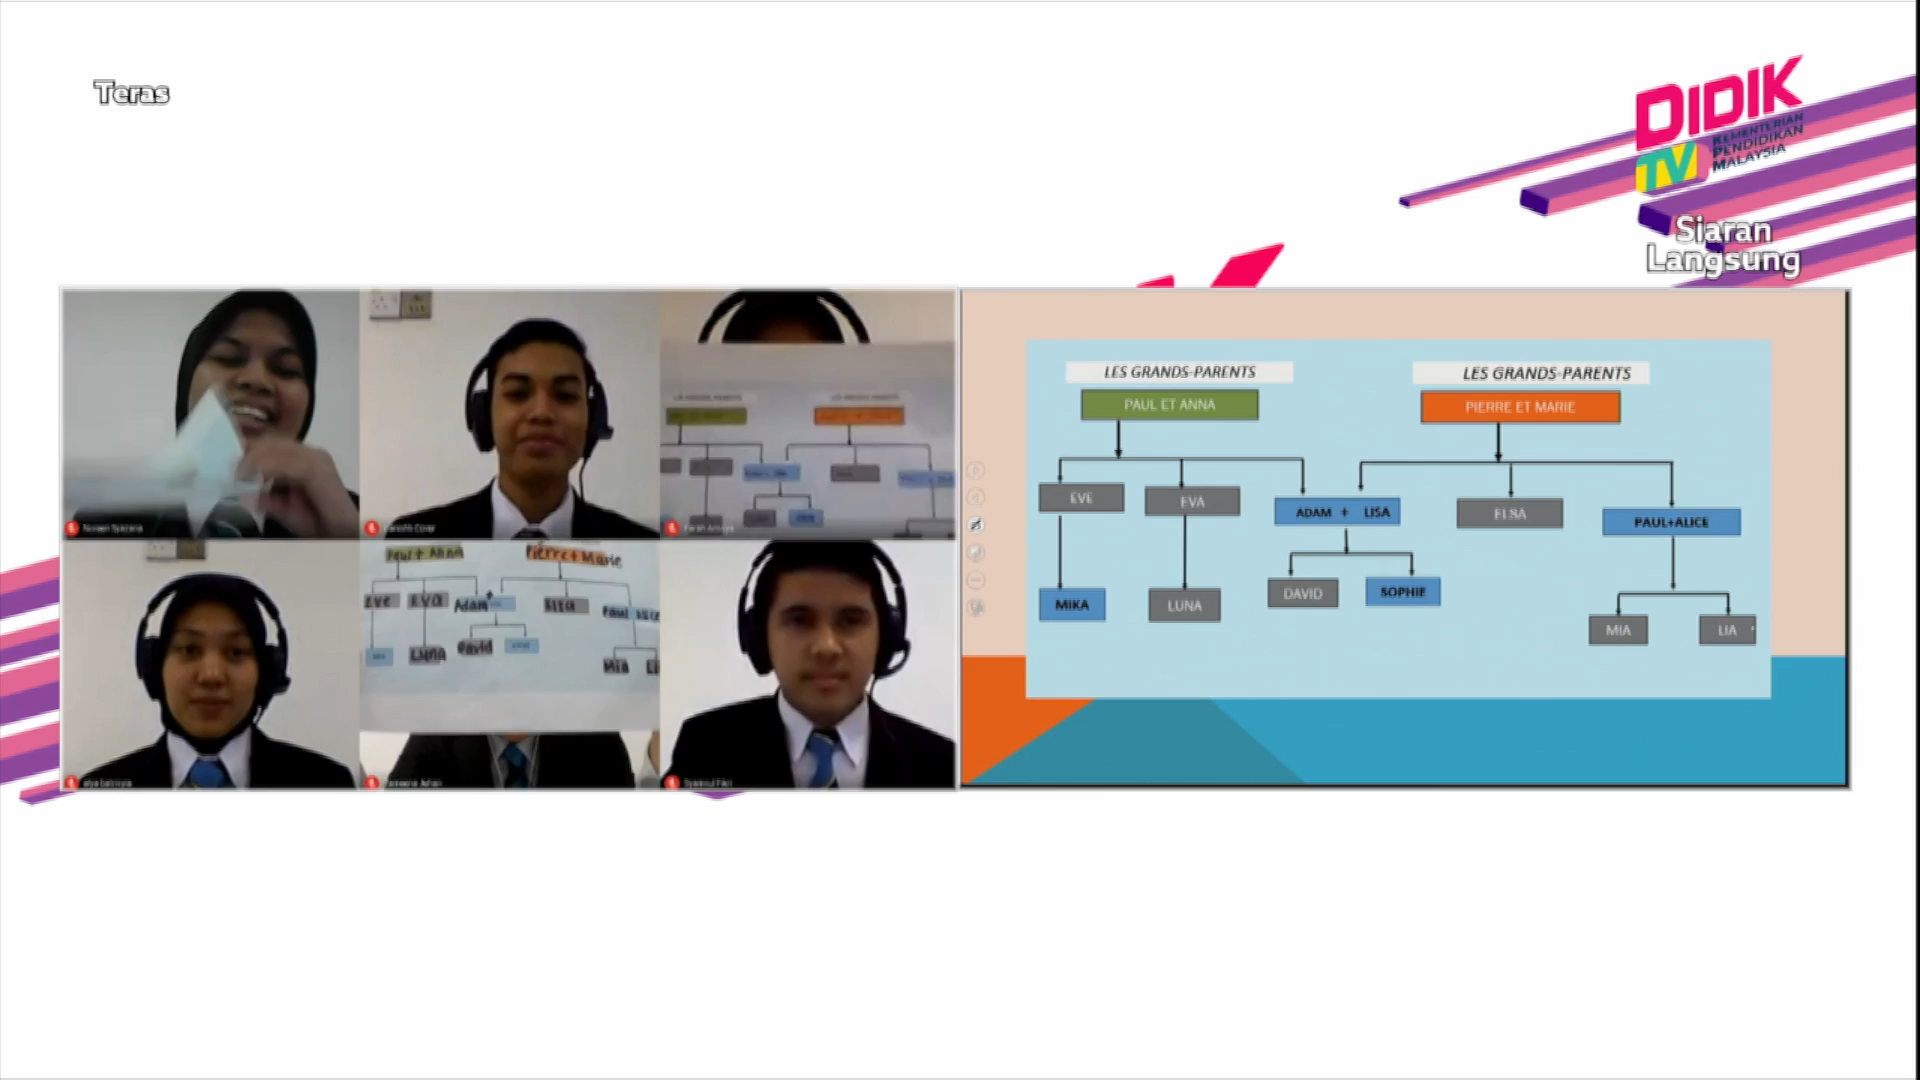 Teras
DIDIK
TV
KEMENTERIAN
PENDIDIKAN
MALAYSIA
Siaran
Langsung
LES GRANDS-PARENTS
LES GRANDS-PARENTS
PAUL ET ANNA
PIERRE ET MARIE
EVE
EVA
ADAM + LISA
ELSA
PAUL+ALICE
MIKA
LUNA
DAVID
SOPHIE
MIA
LIA
Paul + Anna
Pierre + Marie
Eve
EVA
Adam
Paul
LUNA
David
Mia